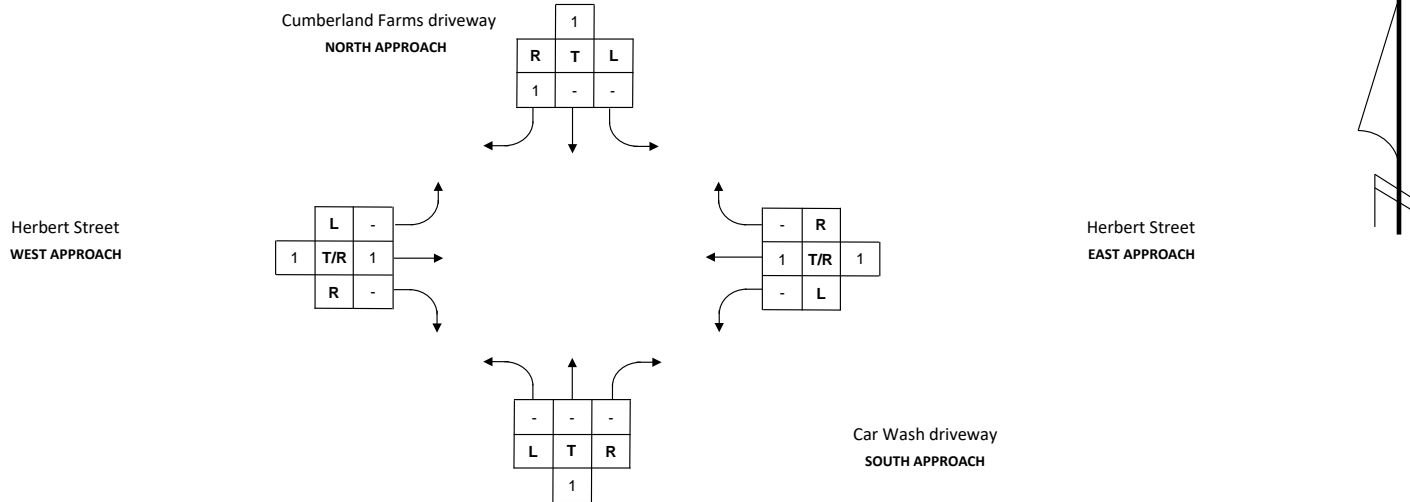 Cumberland Farms driveway
NORTH APPROACH
1
R T L
1 - -
Herbert Street
WEST APPROACH
L -
1 T/R 1
R -
- R
1 T/R 1
- L
Herbert Street
EAST APPROACH
- - -
L T R
1
Car Wash driveway
SOUTH APPROACH